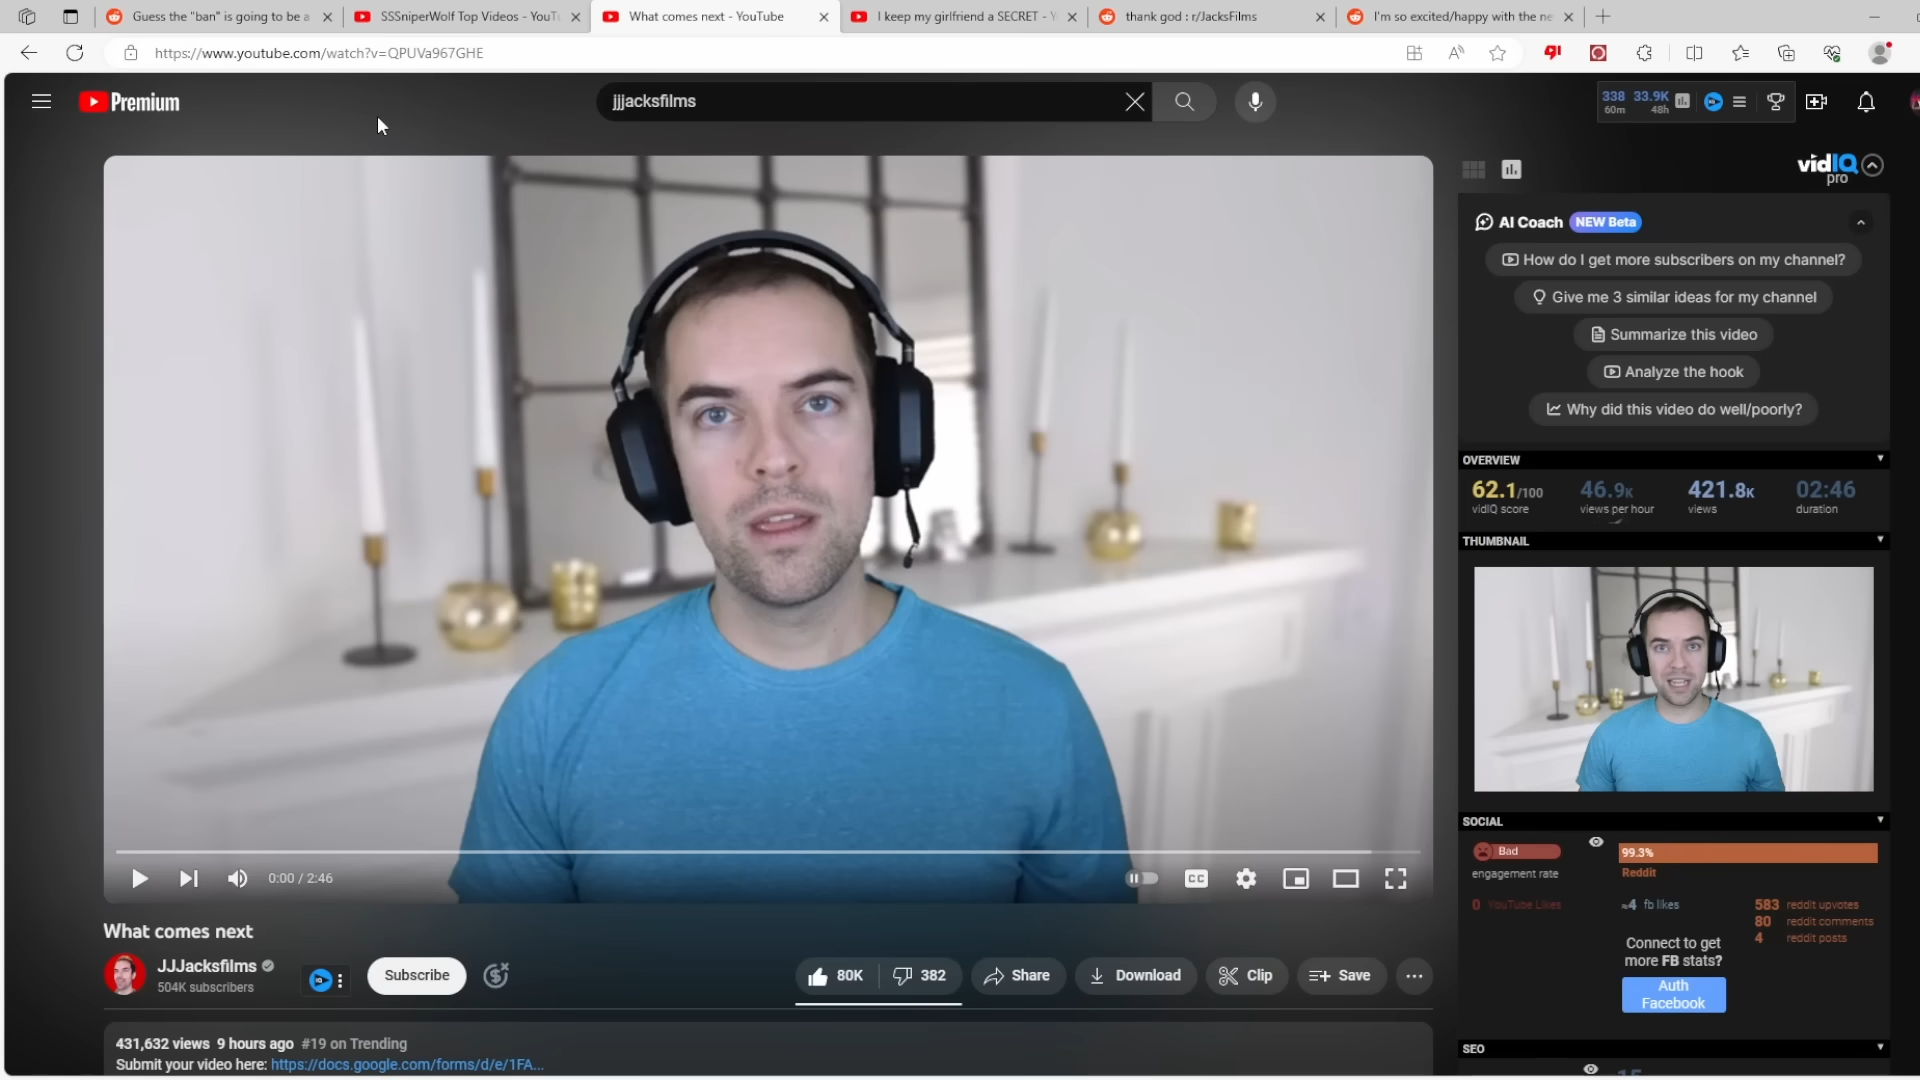 Guess the "ban" is going to be a
SSSniperWolf Top Videos - YouT
What comes next - YouTube
I keep my girlfriend a SECRET - Y
thank god : r/JacksFilms
I'm so excited/happy with the ne
https://www.youtube.com/watch?v=QPUVa967GHE
Premium
jjjacksfilms
338 33.9K
60m 48h
vidIQ
pro
AI Coach NEW Beta
How do I get more subscribers on my channel?
Give me 3 similar ideas for my channel
Summarize this video
Analyze the hook
Why did this video do well/poorly?
OVERVIEW
62.1/100 46.9K 421.8K 02:46
vidIQ score views per hour views duration
THUMBNAIL
SOCIAL
Bad
engagement rate
99.3%
Reddit
0 YouTube Likes
≈4 fb likes
583 reddit upvotes
80 reddit comments
4 reddit posts
Connect to get
more FB stats?
Auth
Facebook
SEO
0:00 / 2:46
CC
What comes next
JJJacksfilms
504K subscribers
Subscribe
80K
382
Share
Download
Clip
Save
431,632 views 9 hours ago #19 on Trending
Submit your video here: https://docs.google.com/forms/d/e/1FA...